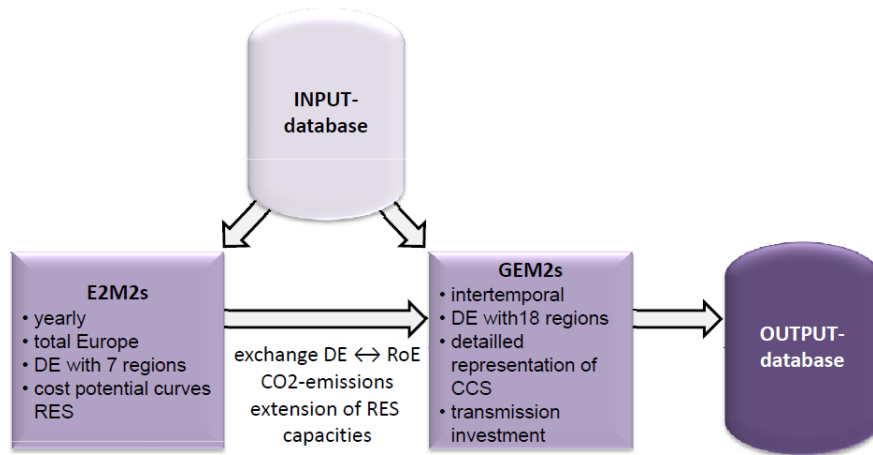 INPUT-
database
E2M2s
• yearly
• total Europe
• DE with 7 regions
• cost potential curves
RES
exchange DE ↔ RoE
CO2-emissions
extension of RES
capacities
GEM2s
• intertemporal
• DE with18 regions
• detailled
representation of
CCS
• transmission
investment
OUTPUT-
database